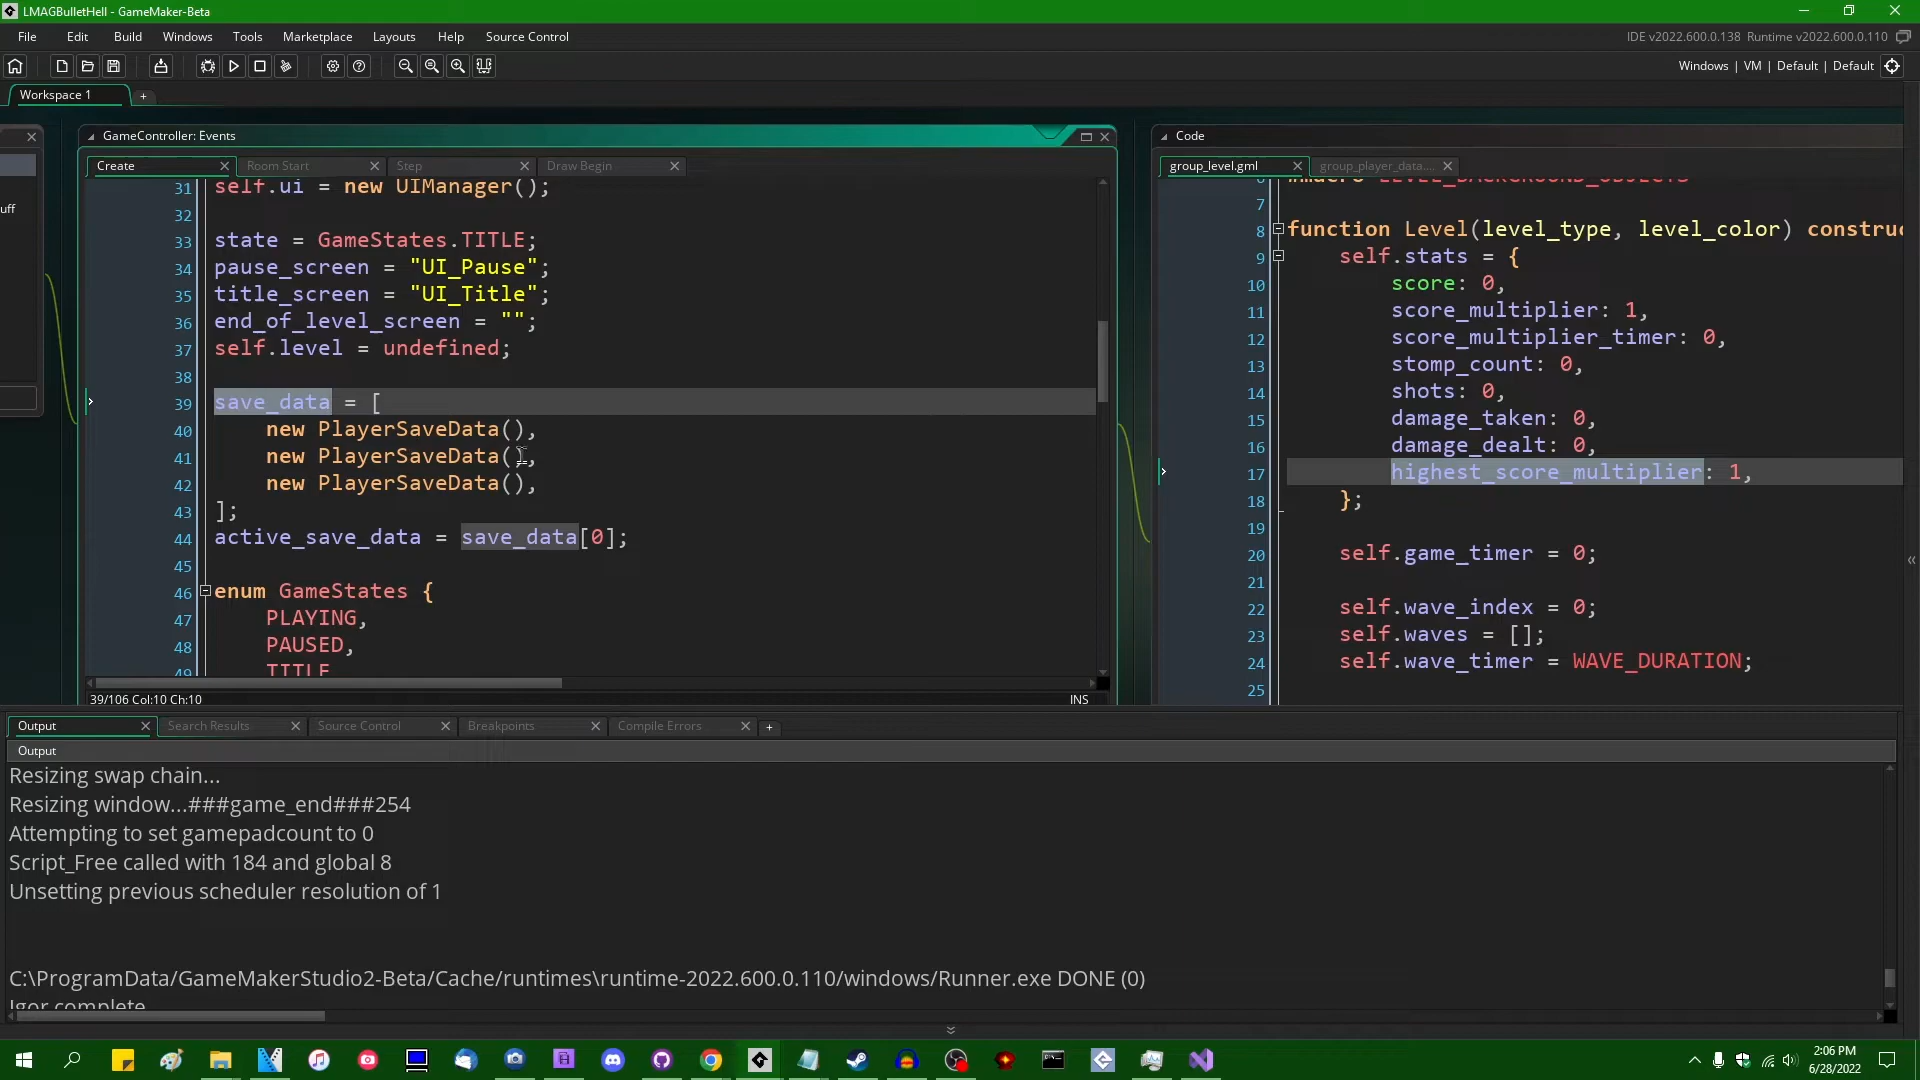 LMAGBulletHell - GameMaker-Beta
File Edit Build Windows Tools Marketplace Layouts Help Source Control
IDE v2022.600.0.138 Runtime v2022.600.0.110
Windows | VM | Default | Default
Workspace 1
GameController: Events
Create Room Start Step Draw Begin
31 self.ui = new UIManager();
32
33 state = GameStates.TITLE;
34 pause_screen = "UI_Pause";
35 title_screen = "UI_Title";
36 end_of_level_screen = "";
37 self.level = undefined;
38
39 save_data = [
40 new PlayerSaveData(),
41 new PlayerSaveData(),
42 new PlayerSaveData(),
43 ];
44 active_save_data = save_data[0];
45
46 enum GameStates {
47 PLAYING,
48 PAUSED,
49 TITLE
39/106 Col:10 Ch:10 INS
uff
Code
group_level.gml group_player_data....
7
8 function Level(level_type, level_color) construc
9 self.stats = {
10 score: 0,
11 score_multiplier: 1,
12 score_multiplier_timer: 0,
13 stomp_count: 0,
14 shots: 0,
15 damage_taken: 0,
16 damage_dealt: 0,
17 highest_score_multiplier: 1,
18 };
19
20 self.game_timer = 0;
21
22 self.wave_index = 0;
23 self.waves = [];
24 self.wave_timer = WAVE_DURATION;
25
Output Search Results Source Control Breakpoints Compile Errors
Output
Resizing swap chain...
Resizing window...###game_end###254
Attempting to set gamepadcount to 0
Script_Free called with 184 and global 8
Unsetting previous scheduler resolution of 1
C:\ProgramData/GameMakerStudio2-Beta/Cache/runtimes\runtime-2022.600.0.110/windows/Runner.exe DONE (0)
Igor complete
2:06 PM
6/28/2022